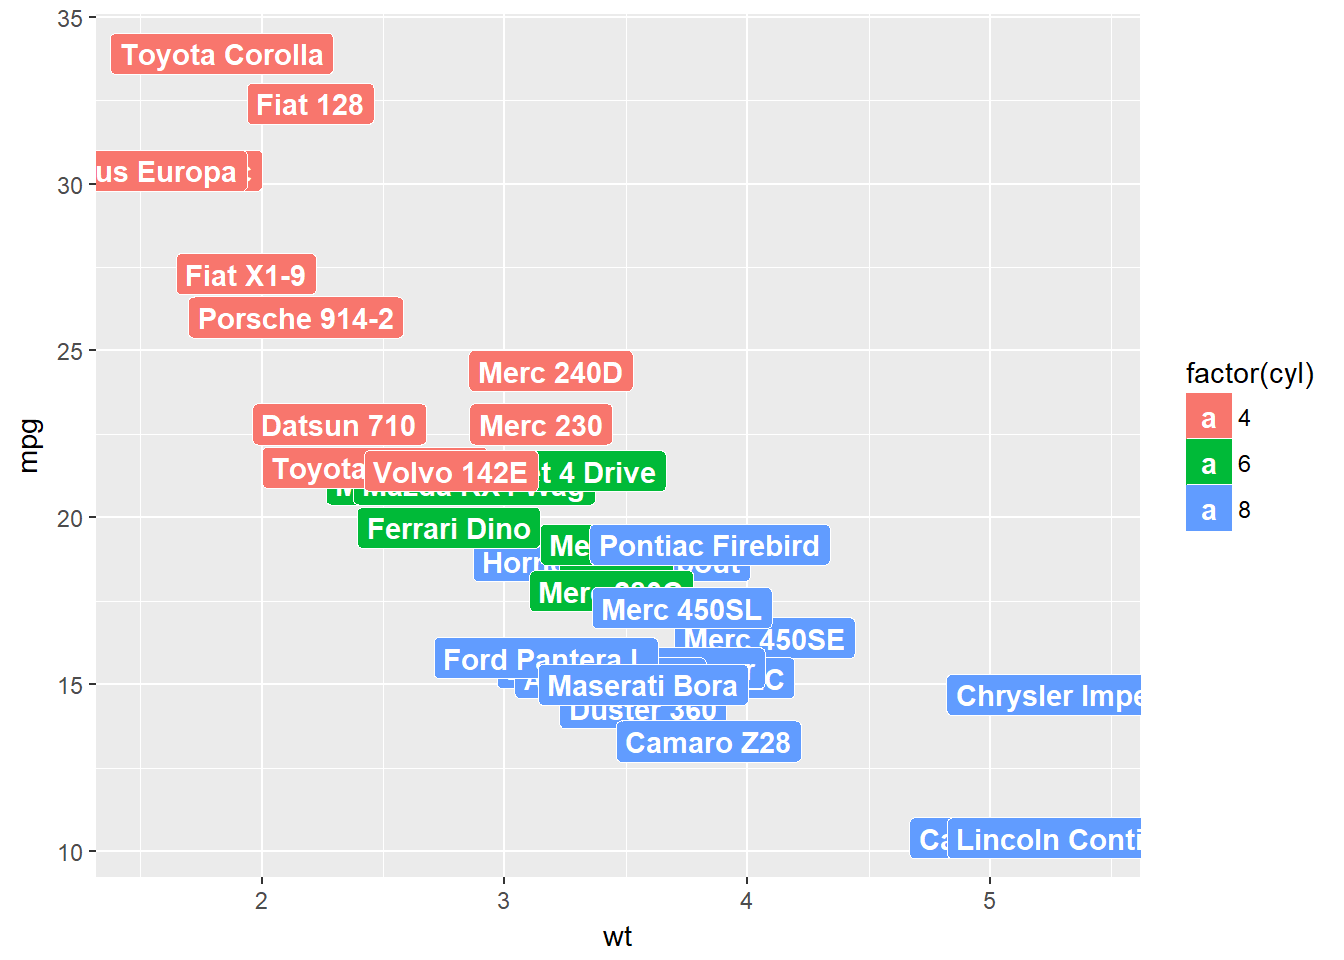 35
Toyota Corolla
Fiat 128
us Europa
30
Fiat X1-9
Porsche 914-2
25
Merc 240D
Datsun 710
Merc 230
Toyota
Volvo 142E
t 4 Drive
20
Ferrari Dino
Pontiac Firebird
Merc 450SL
Merc 450SE
Ford Pantera L
15
Maserati Bora
Chrysler Impe
Duster 360
Camaro Z28
10
Lincoln Conti
2
3
4
5
wt
mpg
factor(cyl)
a 4
a 6
a 8